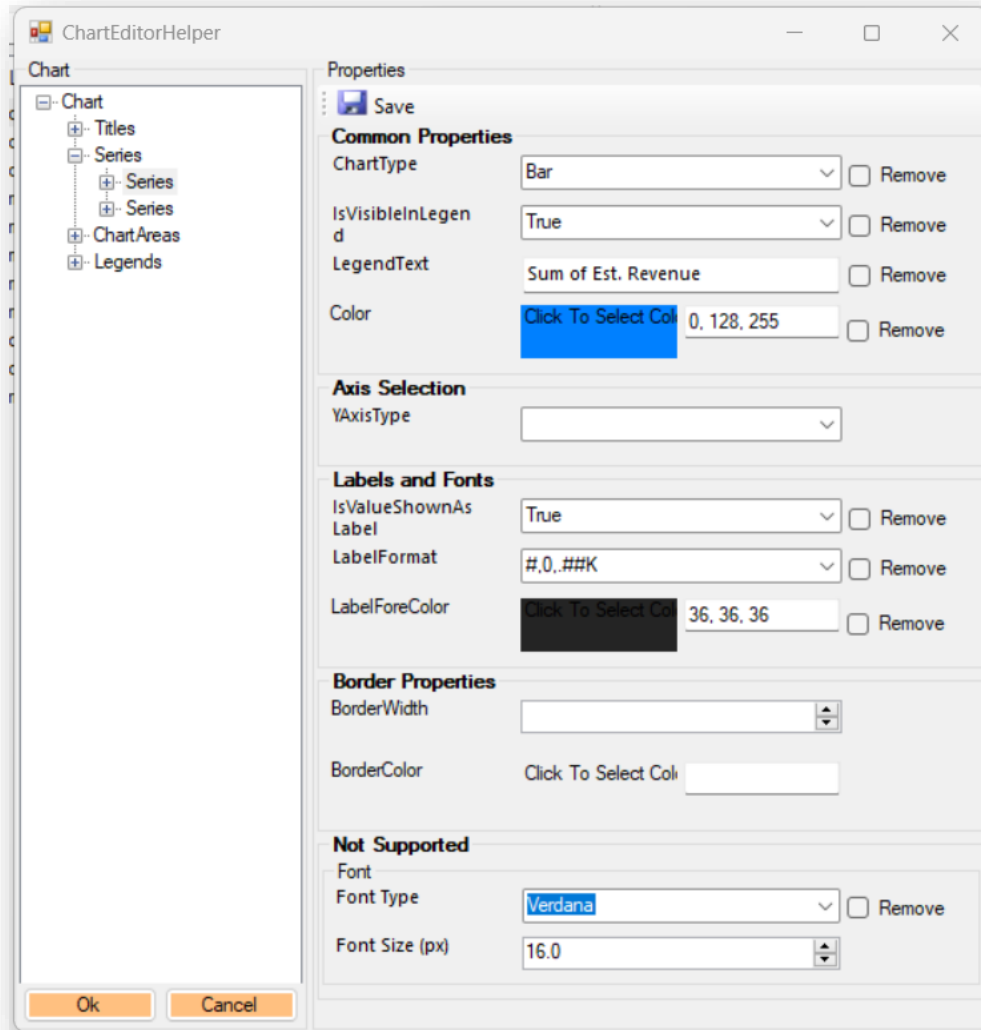 ChartEditorHelper
Chart
Chart
Titles
Series
Series
Series
ChartAreas
Legends
Ok
Cancel
Properties
Save
Common Properties
ChartType
Bar
Remove
IsVisibleInLegen
d
True
Remove
LegendText
Sum of Est. Revenue
Remove
Color
Click To Select Col
0, 128, 255
Remove
Axis Selection
YAxisType
Labels and Fonts
IsValueShownAs
Label
True
Remove
LabelFormat
#,0,.##K
Remove
LabelForeColor
Click To Select Col
36, 36, 36
Remove
Border Properties
BorderWidth
BorderColor
Click To Select Col
Not Supported
Font
Font Type
Verdana
Remove
Font Size (px)
16.0